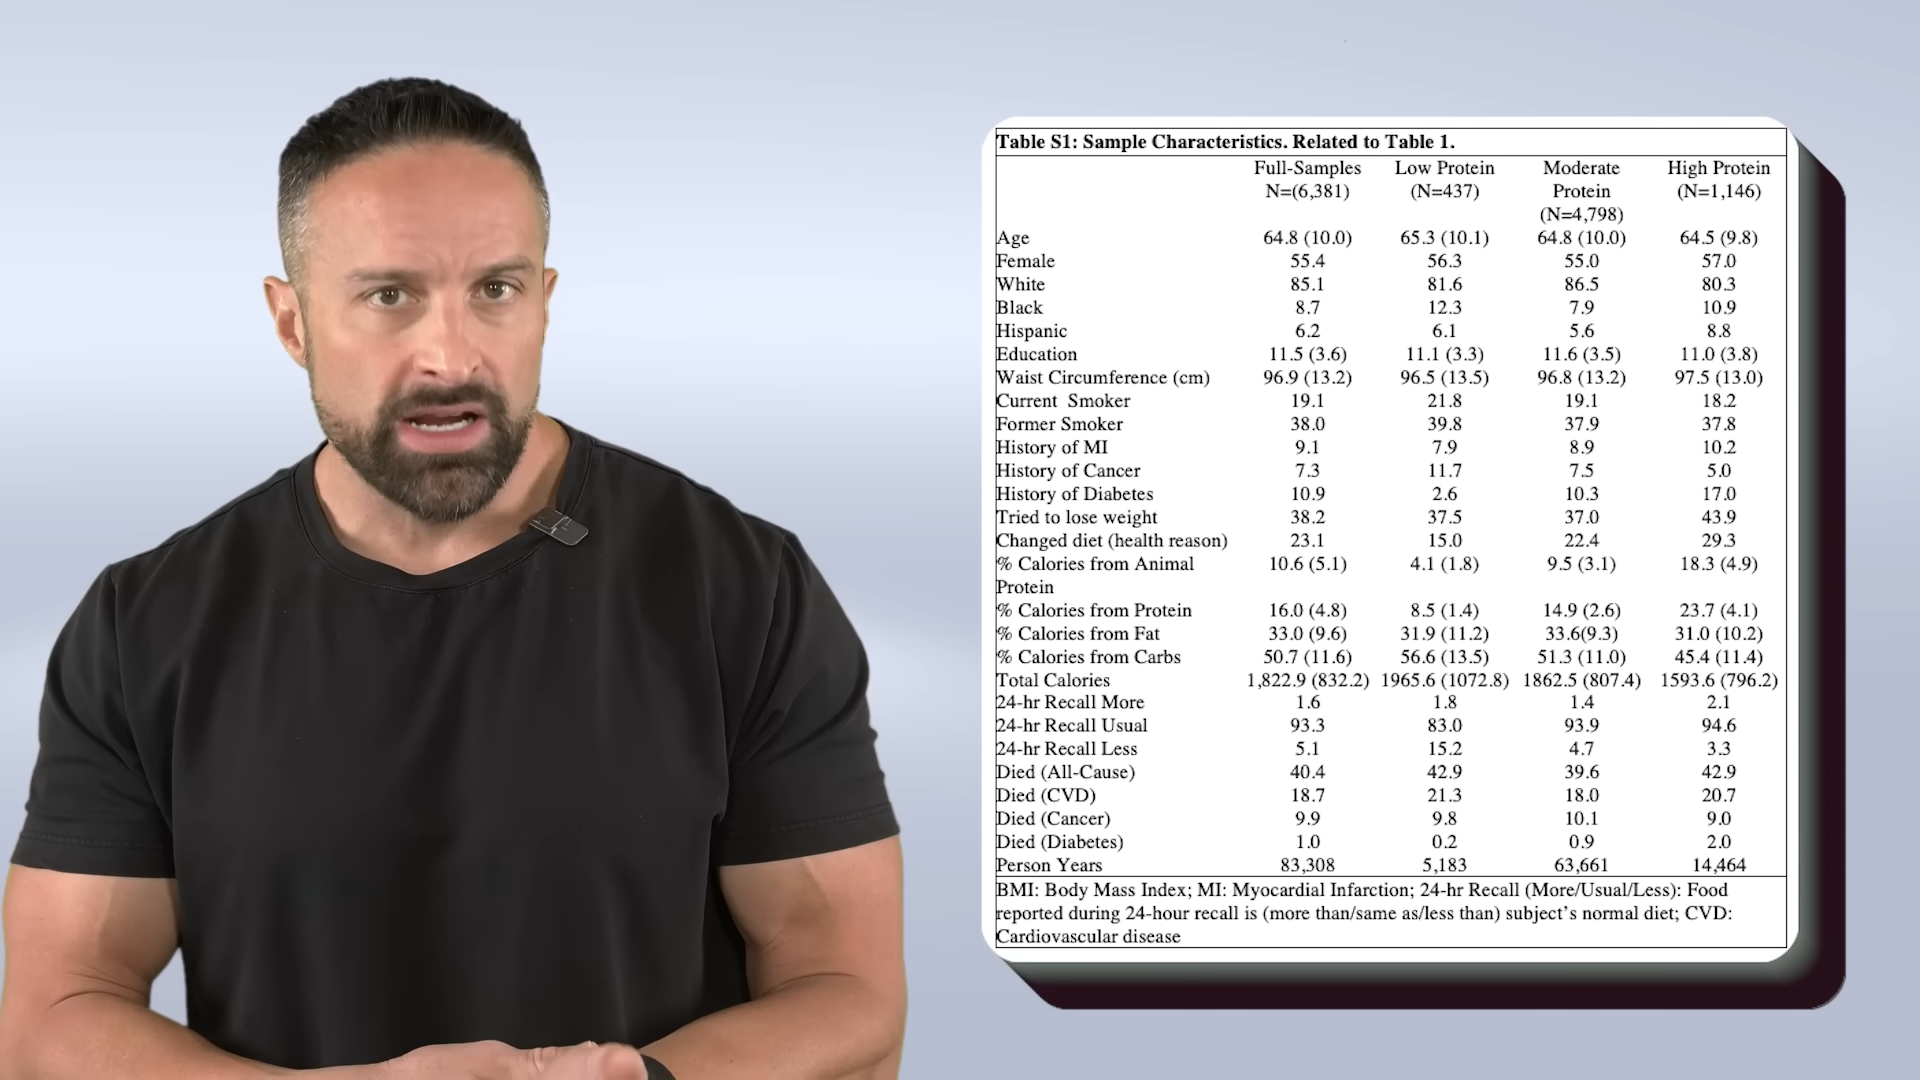 Table S1: Sample Characteristics. Related to Table 1.
Full-Samples Low Protein Moderate High Protein
N=(6,381) (N=437) Protein (N=1,146)
(N=4,798)
Age 64.8 (10.0) 65.3 (10.1) 64.8 (10.0) 64.5 (9.8)
Female 55.4 56.3 55.0 57.0
White 85.1 81.6 86.5 80.3
Black 8.7 12.3 7.9 10.9
Hispanic 6.2 6.1 5.6 8.8
Education 11.5 (3.6) 11.1 (3.3) 11.6 (3.5) 11.0 (3.8)
Waist Circumference (cm) 96.9 (13.2) 96.5 (13.5) 96.8 (13.2) 97.5 (13.0)
Current Smoker 19.1 21.8 19.1 18.2
Former Smoker 38.0 39.8 37.9 37.8
History of MI 9.1 7.9 8.9 10.2
History of Cancer 7.3 11.7 7.5 5.0
History of Diabetes 10.9 2.6 10.3 17.0
Tried to lose weight 38.2 37.5 37.0 43.9
Changed diet (health reason) 23.1 15.0 22.4 29.3
% Calories from Animal 10.6 (5.1) 4.1 (1.8) 9.5 (3.1) 18.3 (4.9)
Protein
% Calories from Protein 16.0 (4.8) 8.5 (1.4) 14.9 (2.6) 23.7 (4.1)
% Calories from Fat 33.0 (9.6) 31.9 (11.2) 33.6(9.3) 31.0 (10.2)
% Calories from Carbs 50.7 (11.6) 56.6 (13.5) 51.3 (11.0) 45.4 (11.4)
Total Calories 1,822.9 (832.2) 1965.6 (1072.8) 1862.5 (807.4) 1593.6 (796.2)
24-hr Recall More 1.6 1.8 1.4 2.1
24-hr Recall Usual 93.3 83.0 93.9 94.6
24-hr Recall Less 5.1 15.2 4.7 3.3
Died (All-Cause) 40.4 42.9 39.6 42.9
Died (CVD) 18.7 21.3 18.0 20.7
Died (Cancer) 9.9 9.8 10.1 9.0
Died (Diabetes) 1.0 0.2 0.9 2.0
Person Years 83,308 5,183 63,661 14,464
BMI: Body Mass Index; MI: Myocardial Infarction; 24-hr Recall (More/Usual/Less): Food
reported during 24-hour recall is (more than/same as/less than) subject's normal diet; CVD:
Cardiovascular disease